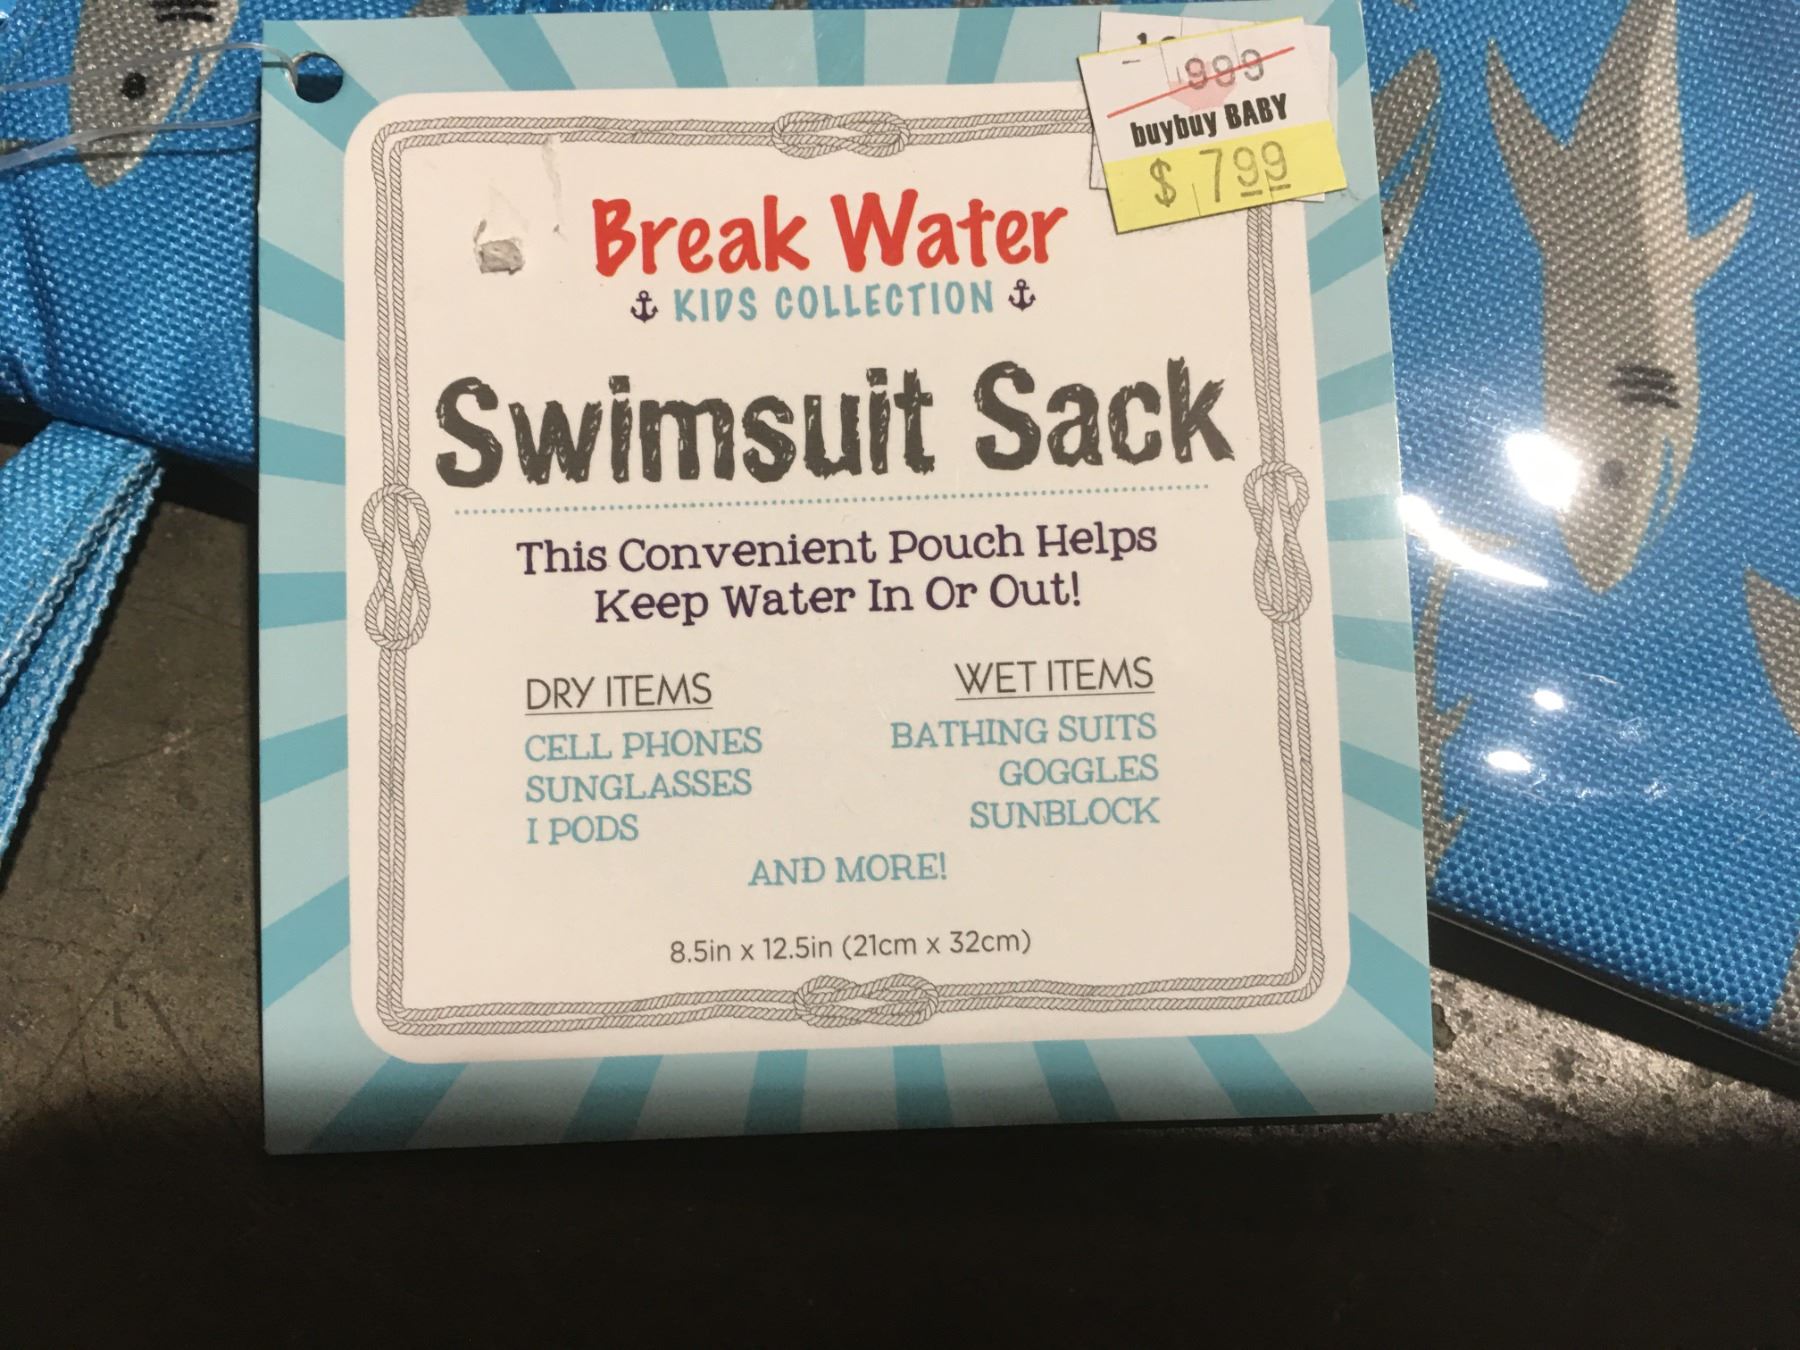 999
buybuy BABY
$ 7.99
Break Water
KIDS COLLECTION
Swimsuit Sack
This Convenient Pouch Helps
Keep Water In Or Out!
DRY ITEMS
CELL PHONES
SUNGLASSES
I PODS
WET ITEMS
BATHING SUITS
GOGGLES
SUNBLOCK
AND MORE!
8.5in x 12.5in (21cm x 32cm)